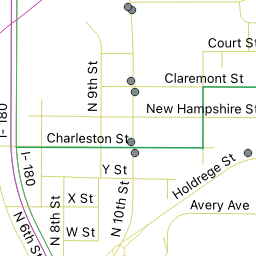 Court St
Claremont St
N 9th St
New Hampshire St
I- 180
Charleston St
I- 180
Y St
Holdrege St
X St
N 10th St
Avery Ave
N 8th St
N 6th St
W St